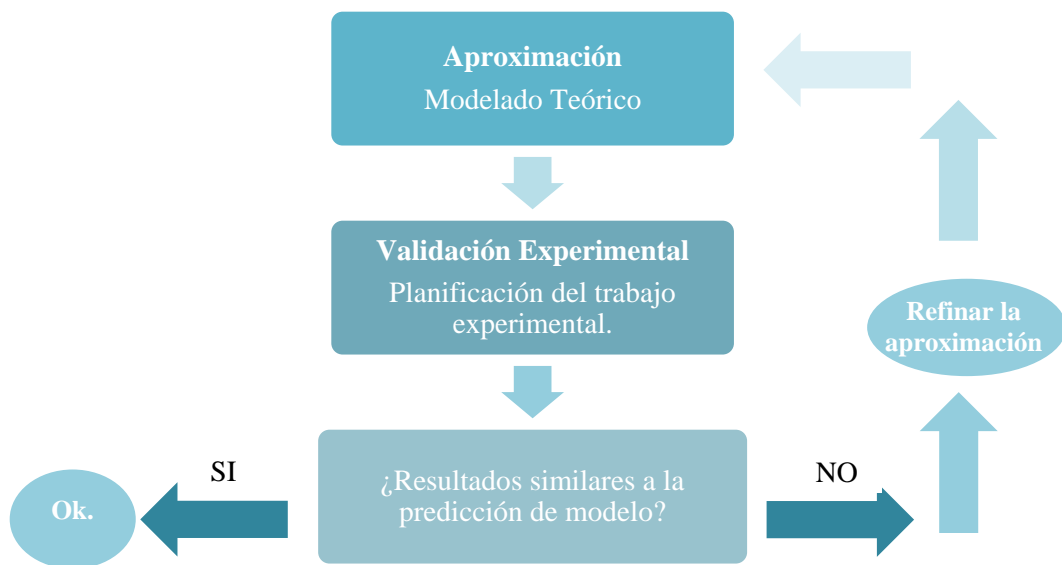 Aproximación
Modelado Teórico
Validación Experimental
Planificación del trabajo
experimental.
Refinar la
aproximación
¿Resultados similares a la
predicción de modelo?
SI
NO
Ok.